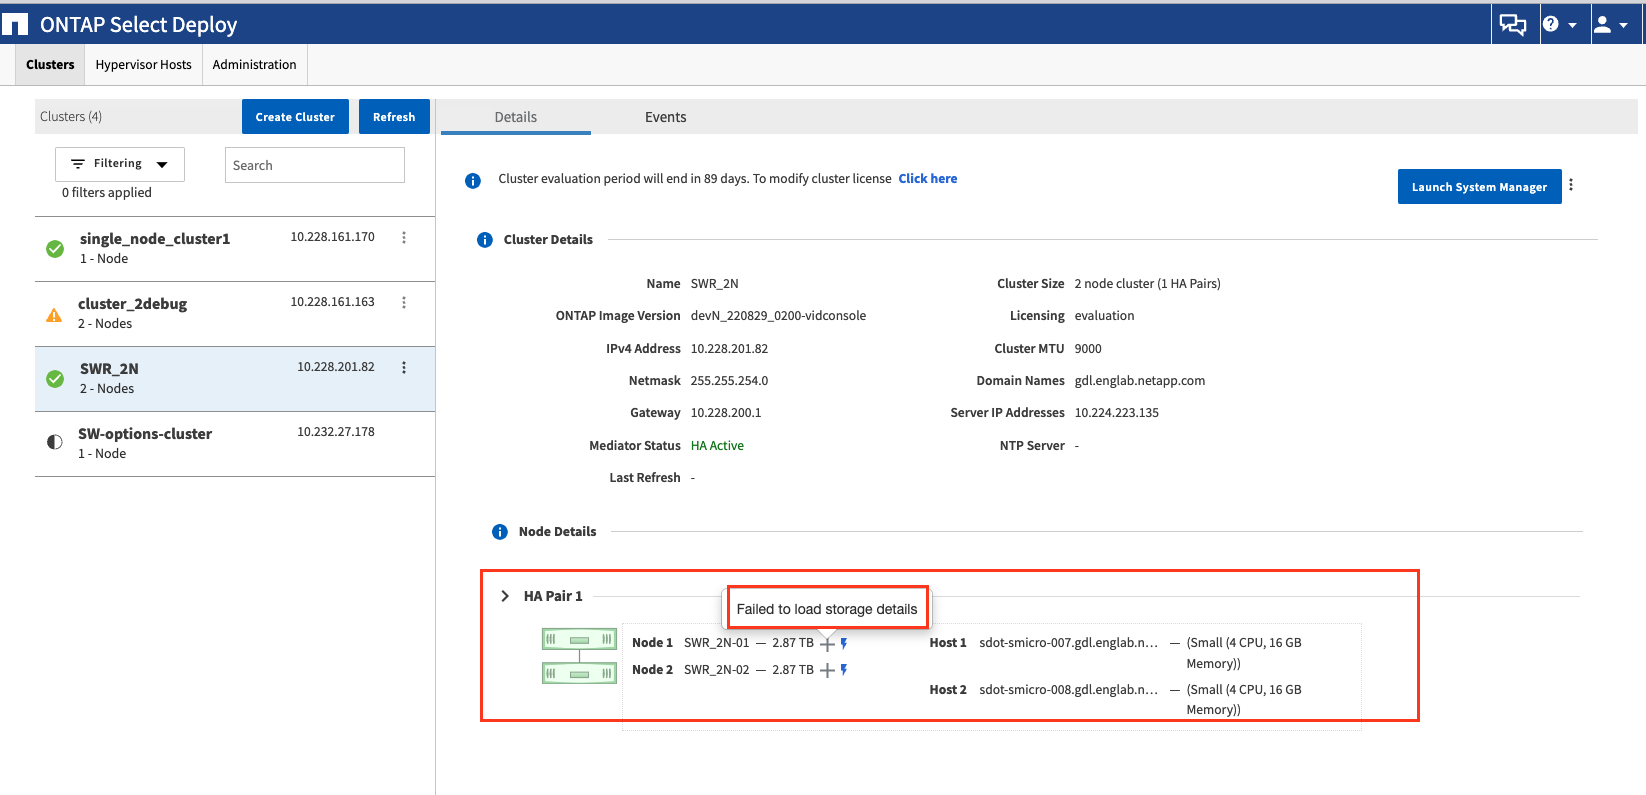 ONTAP Select Deploy
Clusters Hypervisor Hosts Administration
Clusters (4) Create Cluster Refresh
Filtering Search
0 filters applied
single_node_cluster1 10.228.161.170
1 - Node
cluster_2debug 10.228.161.163
2 - Nodes
SWR_2N 10.228.201.82
2 - Nodes
SW-options-cluster 10.232.27.178
1 - Node
Details Events
Cluster evaluation period will end in 89 days. To modify cluster license Click here
Launch System Manager
Cluster Details
Name SWR_2N Cluster Size 2 node cluster (1 HA Pairs)
ONTAP Image Version devN_220829_0200-vidconsole Licensing evaluation
IPv4 Address 10.228.201.82 Cluster MTU 9000
Netmask 255.255.254.0 Domain Names gdl.englab.netapp.com
Gateway 10.228.200.1 Server IP Addresses 10.224.223.135
Mediator Status HA Active NTP Server -
Last Refresh -
Node Details
HA Pair 1
Failed to load storage details
Node 1 SWR_2N-01 — 2.87 TB
Node 2 SWR_2N-02 — 2.87 TB
Host 1 sdot-smicro-007.gdl.englab.n... — (Small (4 CPU, 16 GB
Memory))
Host 2 sdot-smicro-008.gdl.englab.n... — (Small (4 CPU, 16 GB
Memory))